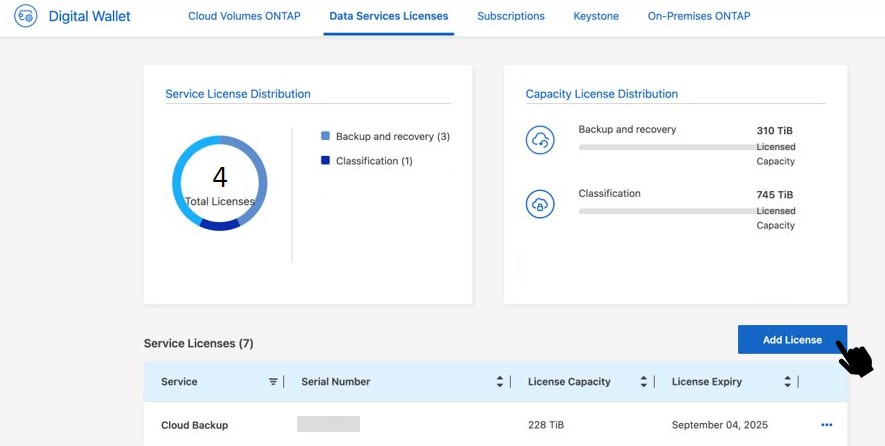 Digital Wallet
Cloud Volumes ONTAP
Data Services Licenses
Subscriptions
Keystone
On-Premises ONTAP
Service License Distribution
4
Total Licenses
Backup and recovery (3)
Classification (1)
Capacity License Distribution
Backup and recovery
310 TiB
Licensed
Capacity
Classification
745 TiB
Licensed
Capacity
Service Licenses (7)
Add License
Service
Serial Number
License Capacity
License Expiry
Cloud Backup
228 TiB
September 04, 2025